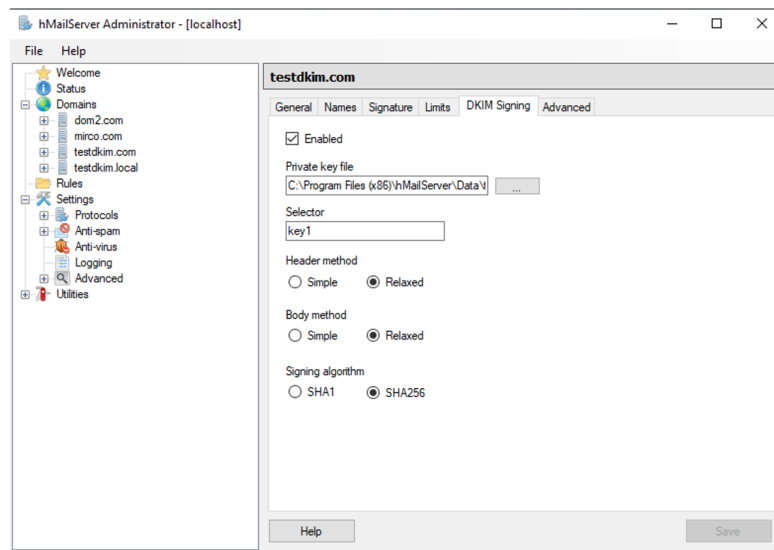 hMailServer Administrator - [localhost]
File Help
Welcome
Status
Domains
dom2.com
mirco.com
testdkim.com
testdkim.local
Rules
Settings
Protocols
Anti-spam
Anti-virus
Logging
Advanced
Utilities
testdkim.com
General Names Signature Limits DKIM Signing Advanced
Enabled
Private key file
C:\Program Files (x86)\hMailServer\Data\t
...
Selector
key1
Header method
Simple Relaxed
Body method
Simple Relaxed
Signing algorithm
SHA1 SHA256
Help Save